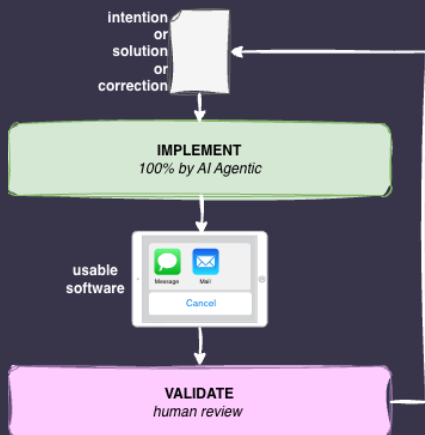 intention
or
solution
or
correction
IMPLEMENT
100% by AI Agentic
usable
software
Message
Mail
Cancel
VALIDATE
human review